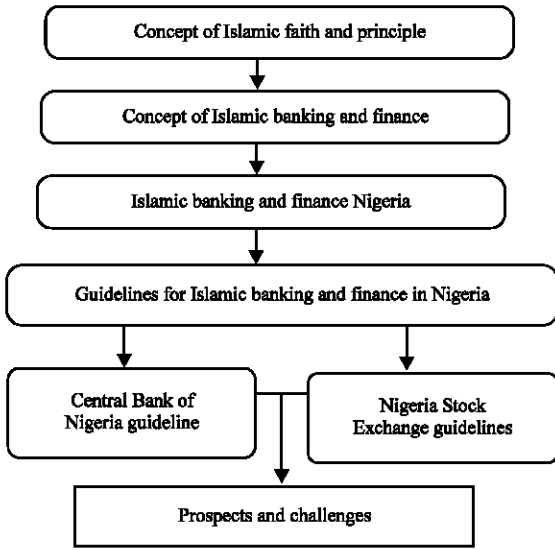 Concept of Islamic faith and principle
Concept of Islamic banking and finance
Islamic banking and finance Nigeria
Guidelines for Islamic banking and finance in Nigeria
Central Bank of
Nigeria guideline
Nigeria Stock
Exchange guidelines
Prospects and challenges